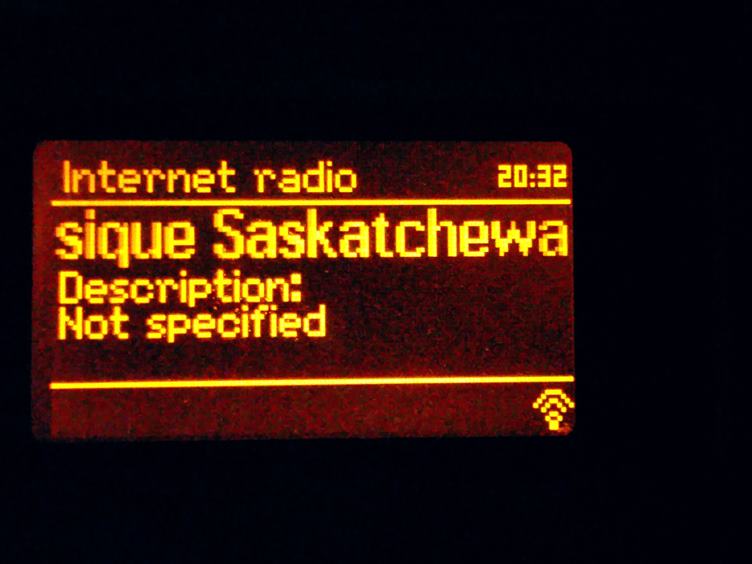 Internet radio 20:32
sique Saskatchewa
Description:
Not specified